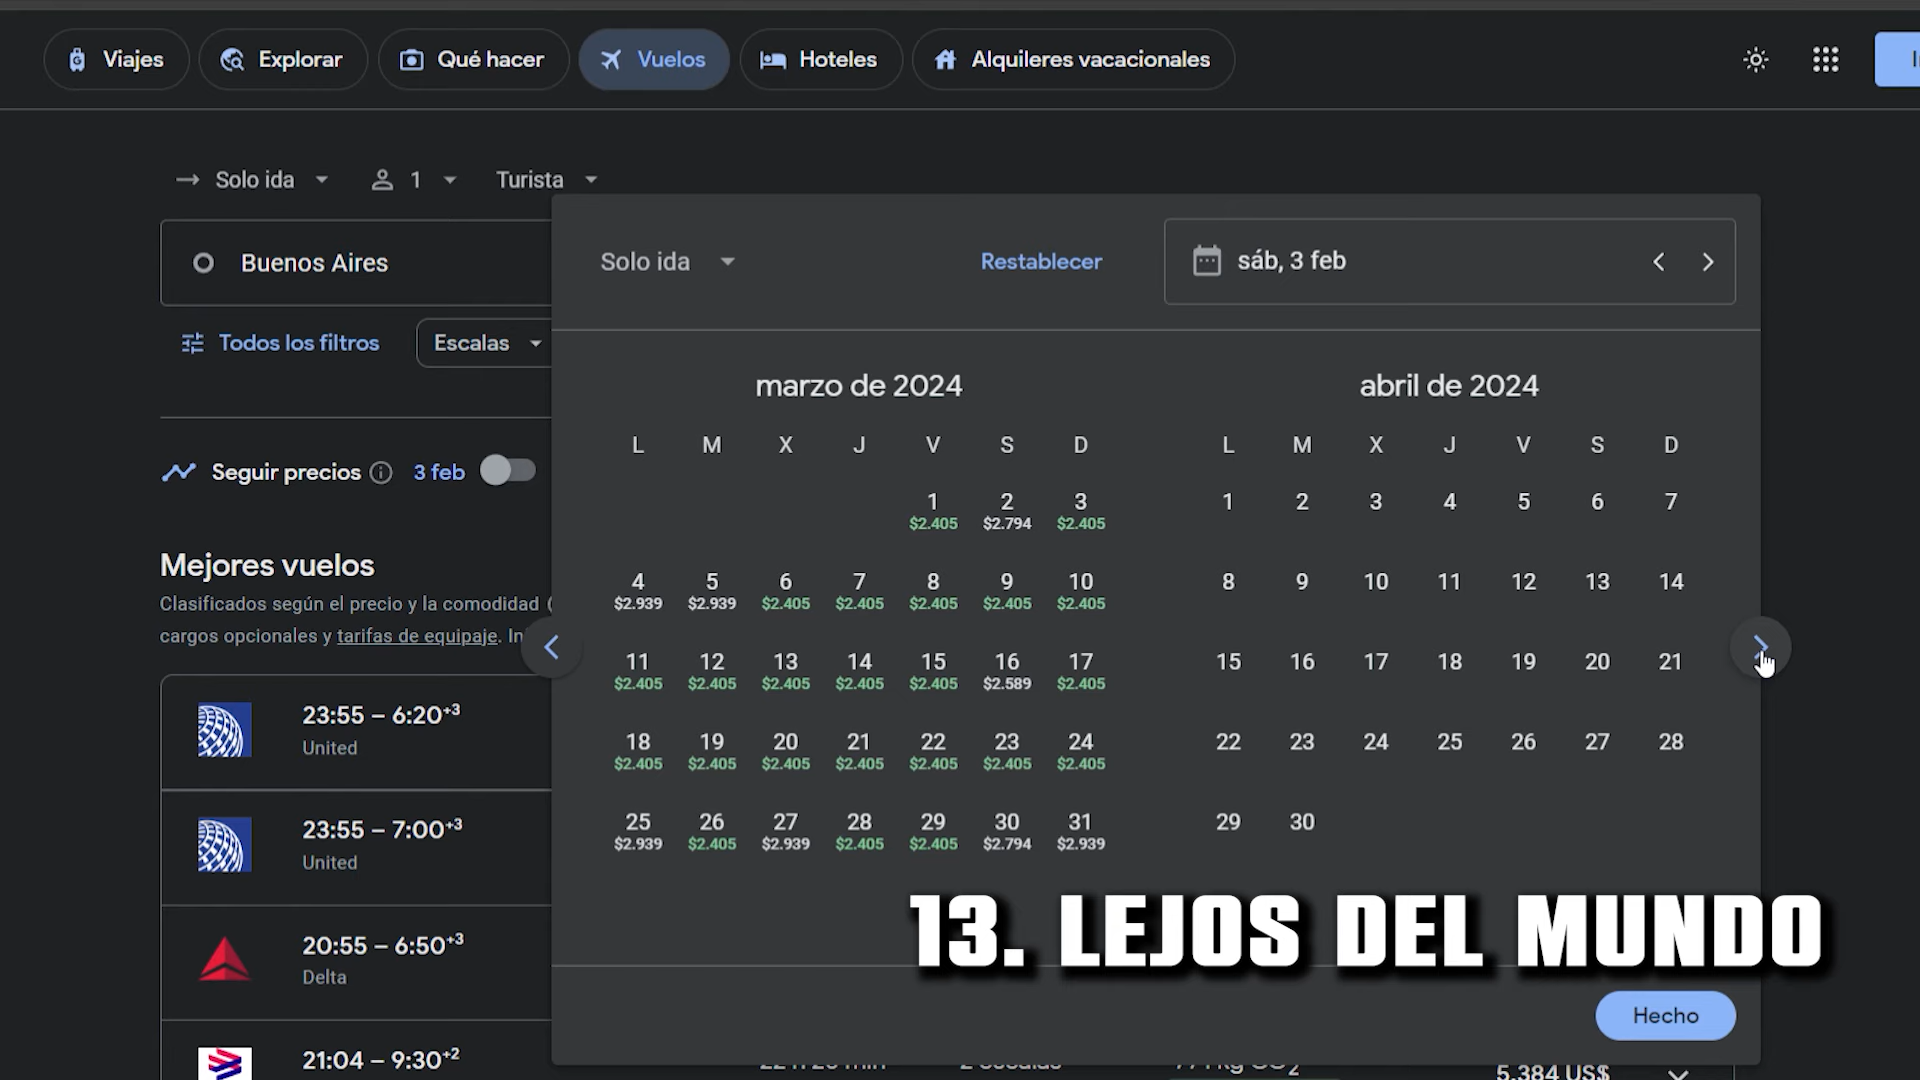 Viajes Explorar Qué hacer Vuelos Hoteles Alquileres vacacionales
Solo ida 1 Turista
Buenos Aires
Solo ida Restablecer sáb, 3 feb
Todos los filtros Escalas
Seguir precios 3 feb
Mejores vuelos
Clasificados según el precio y la comodidad (
cargos opcionales y tarifas de equipaje. In
23:55 – 6:20+3
United
23:55 – 7:00+3
United
20:55 – 6:50+3
Delta
21:04 – 9:30+2
marzo de 2024
L M X J V S D
1 2 3
$2.405 $2.794 $2.405
4 5 6 7 8 9 10
$2.939 $2.939 $2.405 $2.405 $2.405 $2.405 $2.405
11 12 13 14 15 16 17
$2.405 $2.405 $2.405 $2.405 $2.405 $2.589 $2.405
18 19 20 21 22 23 24
$2.405 $2.405 $2.405 $2.405 $2.405 $2.405 $2.405
25 26 27 28 29 30 31
$2.939 $2.405 $2.939 $2.405 $2.405 $2.794 $2.939
abril de 2024
L M X J V S D
1 2 3 4 5 6 7
8 9 10 11 12 13 14
15 16 17 18 19 20 21
22 23 24 25 26 27 28
29 30
13. LEJOS DEL MUNDO
Hecho
5.384 US$